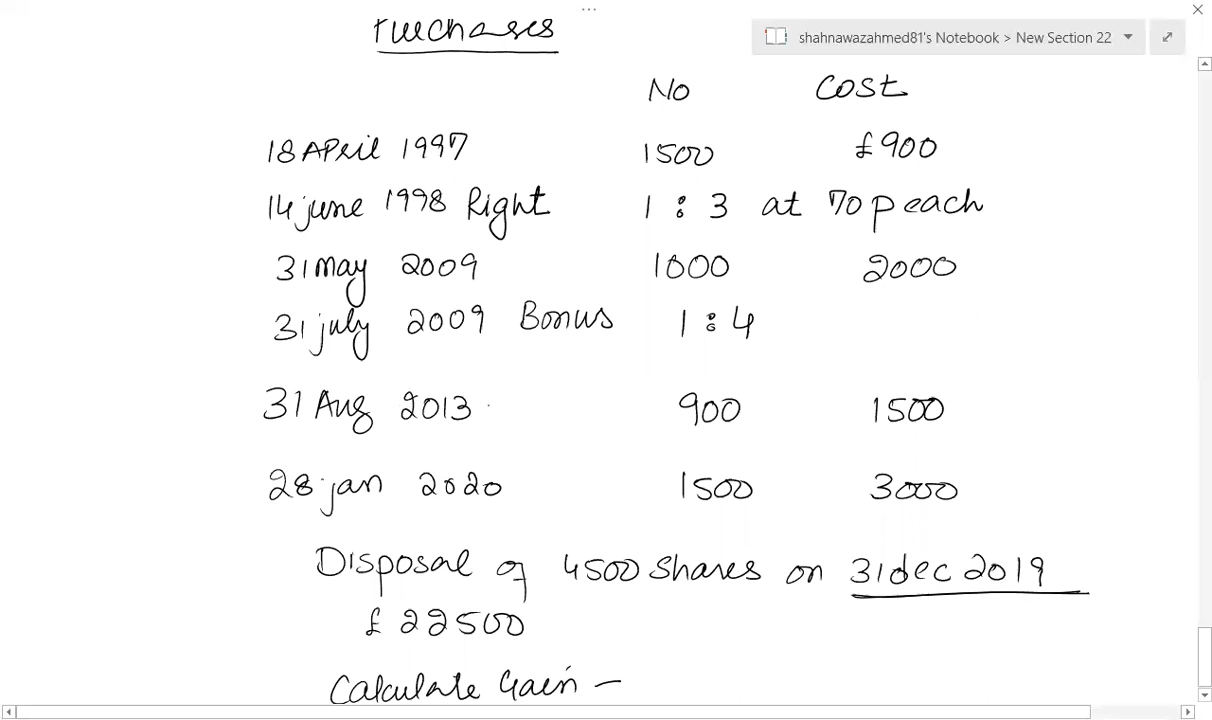 Purchases
shahnawazahmed81's Notebook > New Section 22
No Cost
18 April 1997 1500 £900
14 june 1998 Right 1 : 3 at 70 p each
31 may 2009 1000 2000
31 july 2009 Bonus 1 : 4
31 Aug 2013 900 1500
28 jan 2020 1500 3000
Disposal of 4500 shares on 31 dec 2019
£ 22500
Calculate Gain -